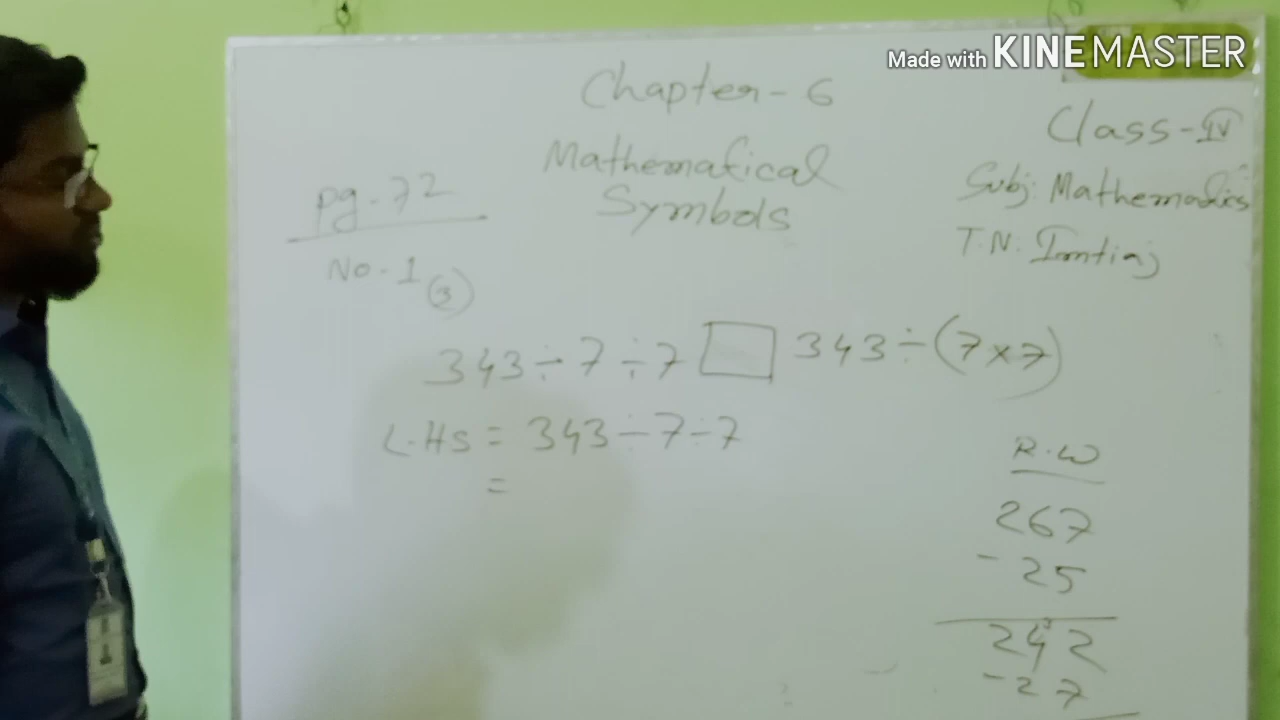 Made with KINEMASTER
Chapter - 6
Mathematical
Symbols
Class - IV
Subj: Mathematics
T.N: Imtiaj
pg - 72
No - 1 (3)
343 ÷ 7 ÷ 7 □ 343 ÷ (7 × 7)
L.Hs = 343 ÷ 7 ÷ 7
=
R.W
267
- 25
242
- 27